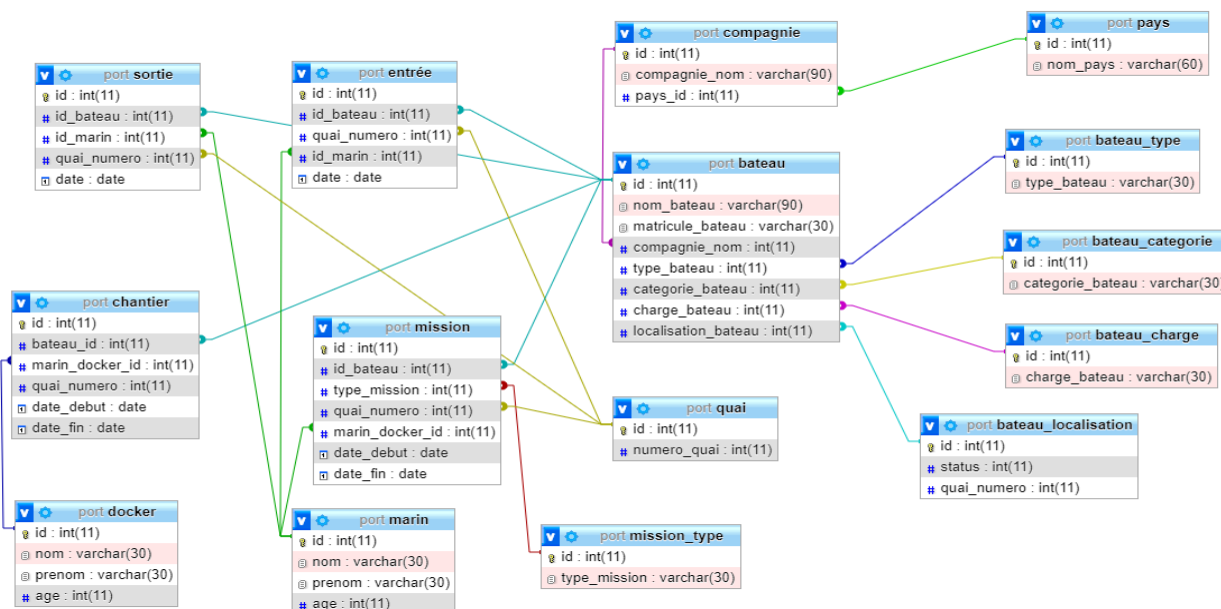 port compagnie
id : int(11)
compagnie_nom : varchar(90)
pays_id : int(11)
port pays
id : int(11)
nom_pays : varchar(60)
port sortie
id : int(11)
id_bateau : int(11)
id_marin : int(11)
quai_numero : int(11)
date : date
port entrée
id : int(11)
id_bateau : int(11)
quai_numero : int(11)
id_marin : int(11)
date : date
port bateau
id : int(11)
nom_bateau : varchar(90)
matricule_bateau : varchar(30)
compagnie_nom : int(11)
type_bateau : int(11)
categorie_bateau : int(11)
charge_bateau : int(11)
localisation_bateau : int(11)
port bateau_type
id : int(11)
type_bateau : varchar(30)
port bateau_categorie
id : int(11)
categorie_bateau : varchar(30
port chantier
id : int(11)
bateau_id : int(11)
marin_docker_id : int(11)
quai_numero : int(11)
date_debut : date
date_fin : date
port mission
id : int(11)
id_bateau : int(11)
type_mission : int(11)
quai_numero : int(11)
marin_docker_id : int(11)
date_debut : date
date_fin : date
port bateau_charge
id : int(11)
charge_bateau : varchar(30)
port quai
id : int(11)
numero_quai : int(11)
port bateau_localisation
id : int(11)
status : int(11)
quai_numero : int(11)
port docker
id : int(11)
nom : varchar(30)
prenom : varchar(30)
age : int(11)
port marin
id : int(11)
nom : varchar(30)
prenom : varchar(30)
age : int(11)
port mission_type
id : int(11)
type_mission : varchar(30)